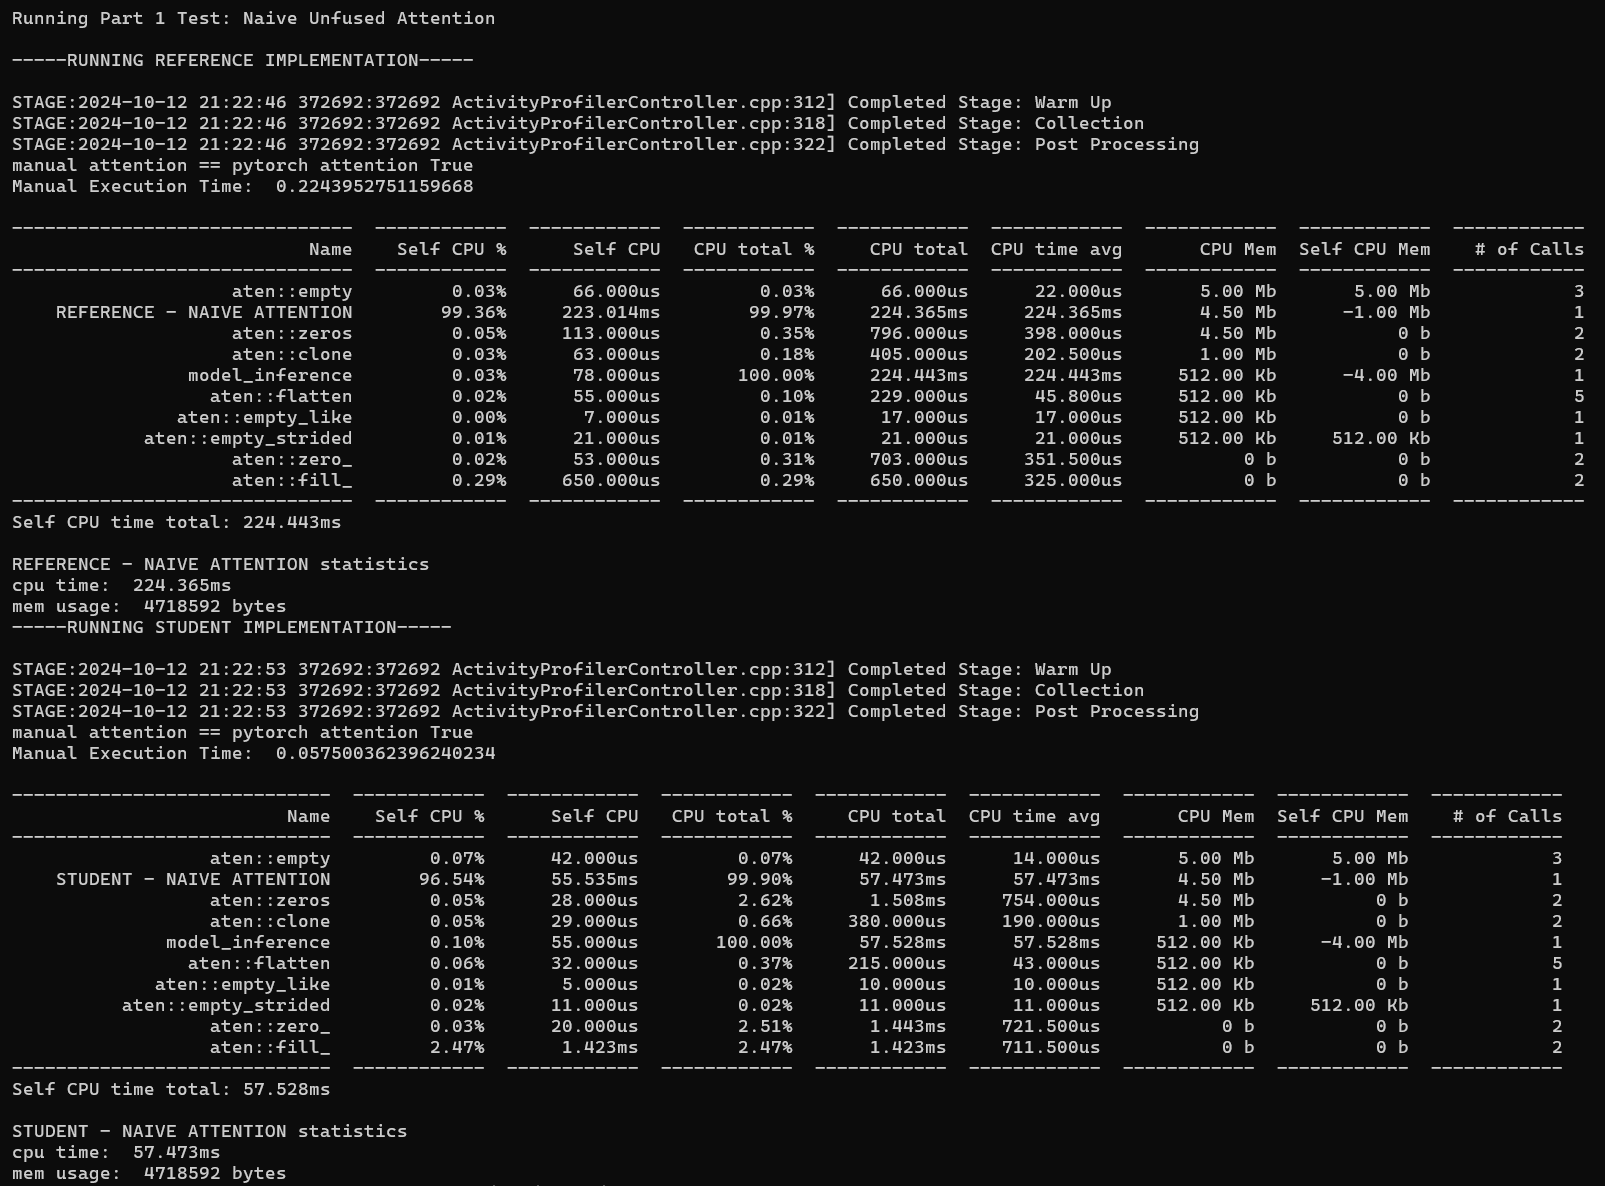 Running Part 1 Test: Naive Unfused Attention
-----RUNNING REFERENCE IMPLEMENTATION-----
STAGE:2024-10-12 21:22:46 372692:372692 ActivityProfilerController.cpp:312] Completed Stage: Warm Up
STAGE:2024-10-12 21:22:46 372692:372692 ActivityProfilerController.cpp:318] Completed Stage: Collection
STAGE:2024-10-12 21:22:46 372692:372692 ActivityProfilerController.cpp:322] Completed Stage: Post Processing
manual attention == pytorch attention True
Manual Execution Time:  0.2243952751159668
-------------------------------  ------------  ------------  ------------  ------------  ------------  ------------  ------------  ------------
Name    Self CPU %      Self CPU   CPU total %     CPU total  CPU time avg       CPU Mem  Self CPU Mem    # of Calls
-------------------------------  ------------  ------------  ------------  ------------  ------------  ------------  ------------  ------------
aten::empty         0.03%      66.000us         0.03%      66.000us      22.000us       5.00 Mb       5.00 Mb             3
REFERENCE - NAIVE ATTENTION        99.36%     223.014ms        99.97%     224.365ms     224.365ms       4.50 Mb      -1.00 Mb             1
aten::zeros         0.05%     113.000us         0.35%     796.000us     398.000us       4.50 Mb           0 b             2
aten::clone         0.03%      63.000us         0.18%     405.000us     202.500us       1.00 Mb           0 b             2
model_inference         0.03%      78.000us       100.00%     224.443ms     224.443ms     512.00 Kb      -4.00 Mb             1
aten::flatten         0.02%      55.000us         0.10%     229.000us      45.800us     512.00 Kb           0 b             5
aten::empty_like         0.00%       7.000us         0.01%      17.000us      17.000us     512.00 Kb           0 b             1
aten::empty_strided         0.01%      21.000us         0.01%      21.000us      21.000us     512.00 Kb     512.00 Kb             1
aten::zero_         0.02%      53.000us         0.31%     703.000us     351.500us           0 b           0 b             2
aten::fill_         0.29%     650.000us         0.29%     650.000us     325.000us           0 b           0 b             2
-------------------------------  ------------  ------------  ------------  ------------  ------------  ------------  ------------  ------------
Self CPU time total: 224.443ms
REFERENCE - NAIVE ATTENTION statistics
cpu time:  224.365ms
mem usage:  4718592 bytes
-----RUNNING STUDENT IMPLEMENTATION-----
STAGE:2024-10-12 21:22:53 372692:372692 ActivityProfilerController.cpp:312] Completed Stage: Warm Up
STAGE:2024-10-12 21:22:53 372692:372692 ActivityProfilerController.cpp:318] Completed Stage: Collection
STAGE:2024-10-12 21:22:53 372692:372692 ActivityProfilerController.cpp:322] Completed Stage: Post Processing
manual attention == pytorch attention True
Manual Execution Time:  0.057500362396240234
-----------------------------  ------------  ------------  ------------  ------------  ------------  ------------  ------------  ------------
Name    Self CPU %      Self CPU   CPU total %     CPU total  CPU time avg       CPU Mem  Self CPU Mem    # of Calls
-----------------------------  ------------  ------------  ------------  ------------  ------------  ------------  ------------  ------------
aten::empty         0.07%      42.000us         0.07%      42.000us      14.000us       5.00 Mb       5.00 Mb             3
STUDENT - NAIVE ATTENTION        96.54%      55.535ms        99.90%      57.473ms      57.473ms       4.50 Mb      -1.00 Mb             1
aten::zeros         0.05%      28.000us         2.62%       1.508ms     754.000us       4.50 Mb           0 b             2
aten::clone         0.05%      29.000us         0.66%     380.000us     190.000us       1.00 Mb           0 b             2
model_inference         0.10%      55.000us       100.00%      57.528ms      57.528ms     512.00 Kb      -4.00 Mb             1
aten::flatten         0.06%      32.000us         0.37%     215.000us      43.000us     512.00 Kb           0 b             5
aten::empty_like         0.01%       5.000us         0.02%      10.000us      10.000us     512.00 Kb           0 b             1
aten::empty_strided         0.02%      11.000us         0.02%      11.000us      11.000us     512.00 Kb     512.00 Kb             1
aten::zero_         0.03%      20.000us         2.51%       1.443ms     721.500us           0 b           0 b             2
aten::fill_         2.47%       1.423ms         2.47%       1.423ms     711.500us           0 b           0 b             2
-----------------------------  ------------  ------------  ------------  ------------  ------------  ------------  ------------  ------------
Self CPU time total: 57.528ms
STUDENT - NAIVE ATTENTION statistics
cpu time:  57.473ms
mem usage:  4718592 bytes